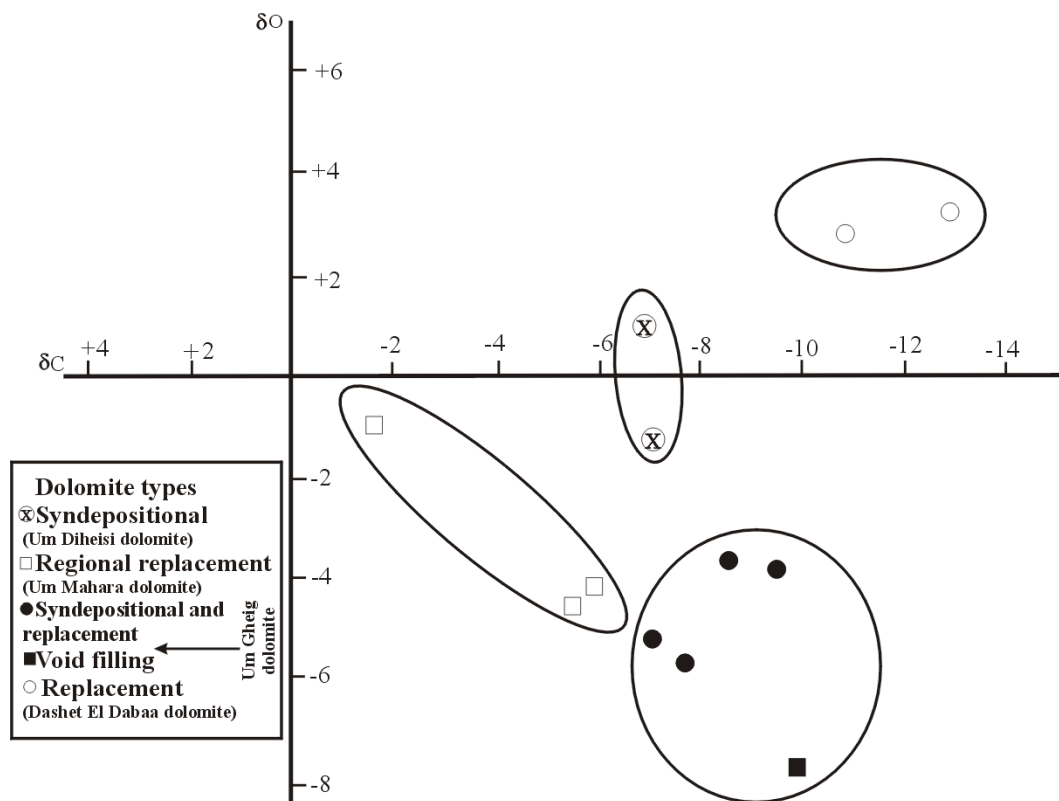 δO
+6
+4
+2
δC
+4
+2
-2
-4
-6
-8
-10
-12
-14
-2
-4
-6
-8
Dolomite types
Syndepositional
(Um Diheisi dolomite)
Regional replacement
(Um Mahara dolomite)
Syndepositional and
replacement
Void filling
Um Gheig
dolomite
Replacement
(Dashet El Dabaa dolomite)
x
x